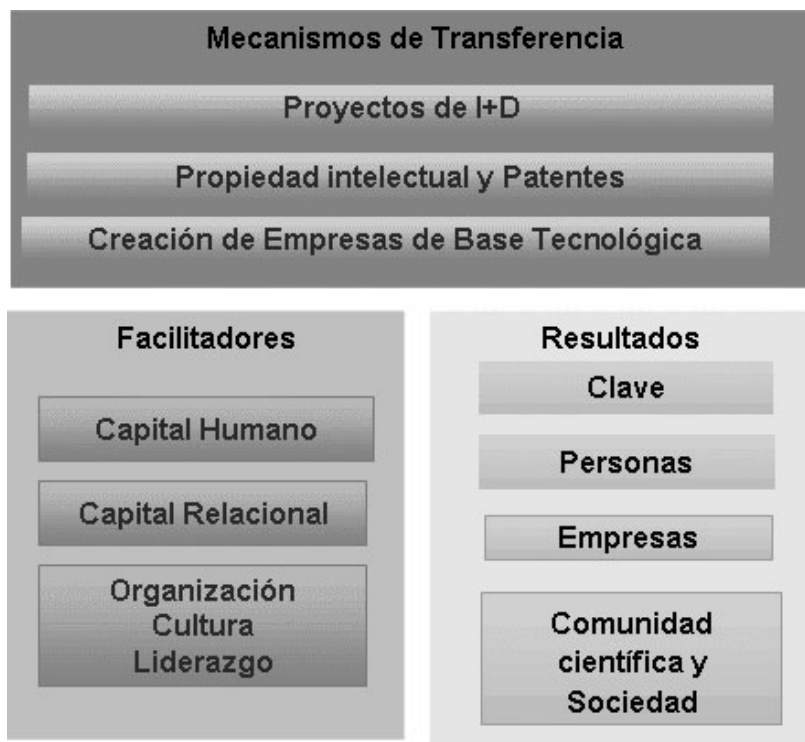 Mecanismos de Transferencia
Proyectos de I+D
Propiedad intelectual y Patentes
Creación de Empresas de Base Tecnológica
Facilitadores
Capital Humano
Capital Relacional
Organización
Cultura
Liderazgo
Resultados
Clave
Personas
Empresas
Comunidad
científica y
Sociedad